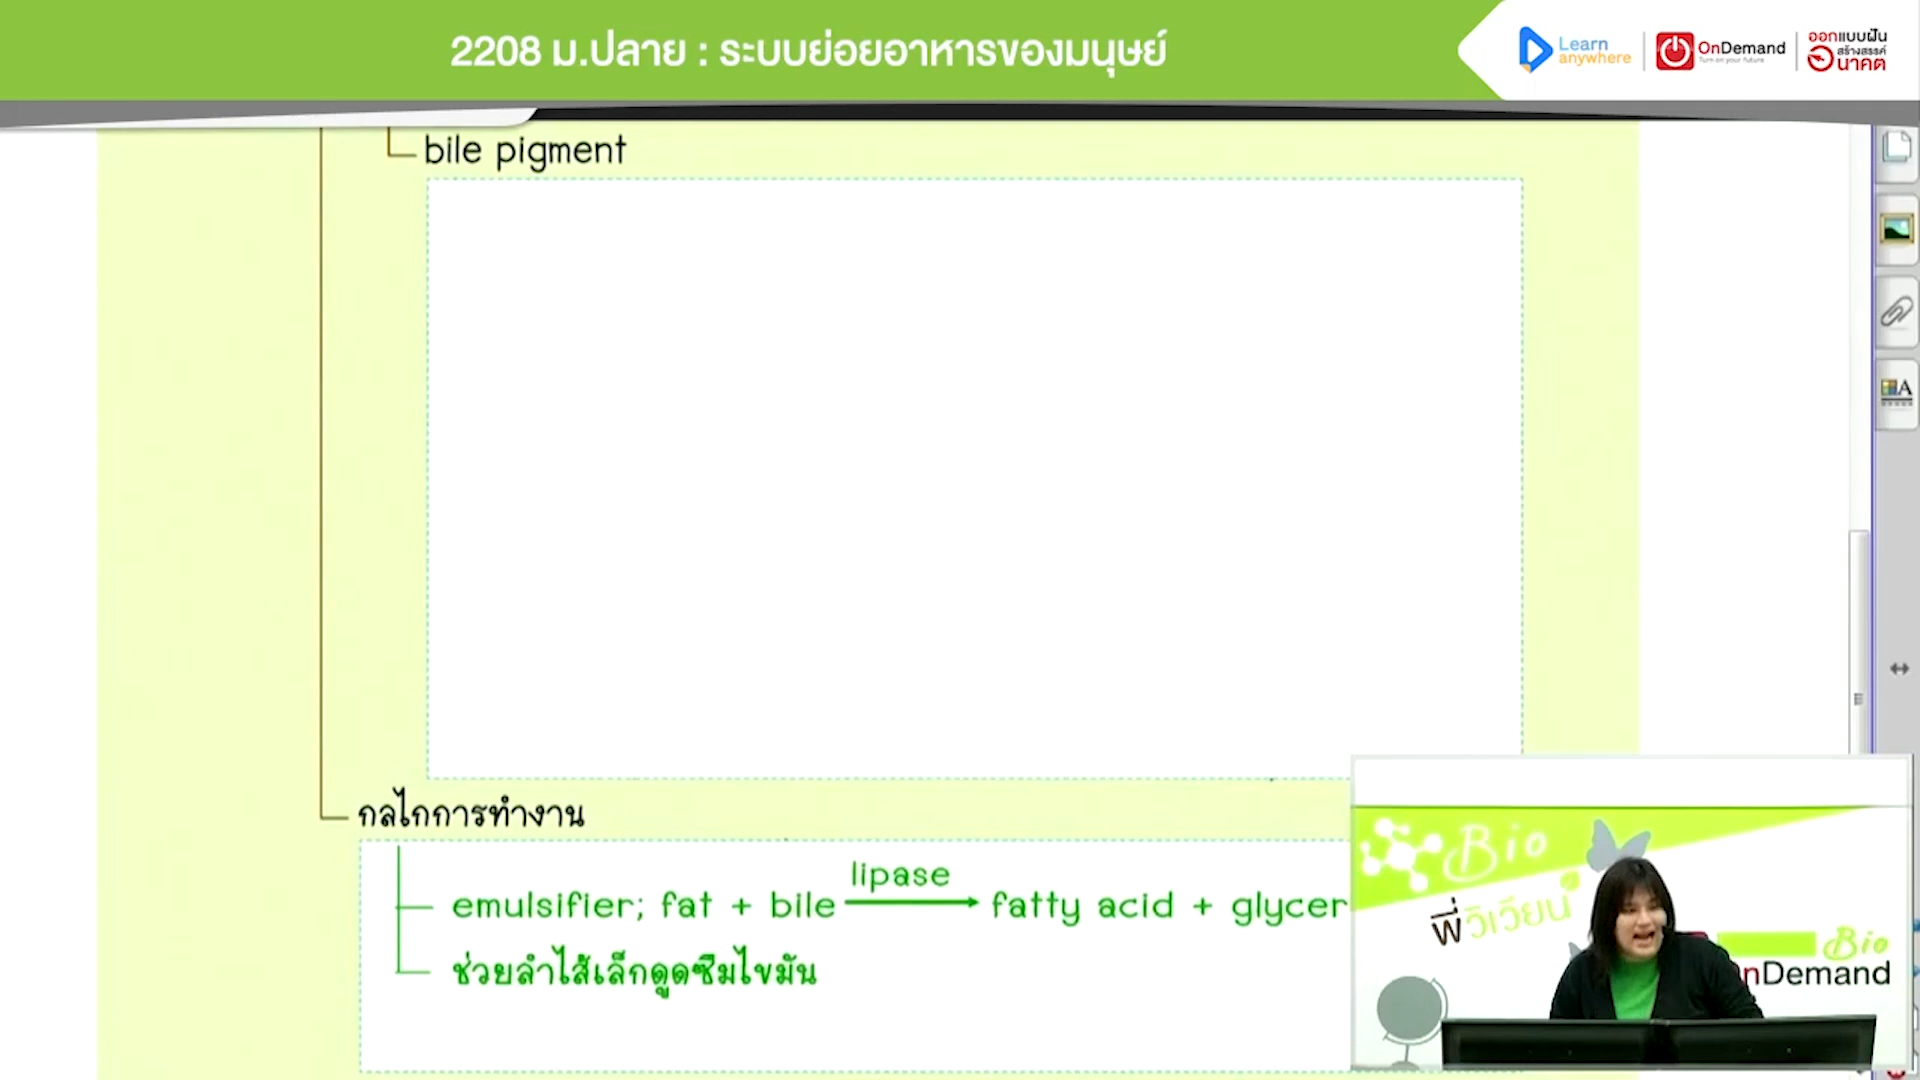 2208 ม.ปลาย : ระบบย่อยอาหารของมนุษย์
Learn
anywhere
OnDemand
Turn on your future
ออกแบบฝัน
สร้างสรรค์
อนาคต
bile pigment
กลไกการทำงาน
lipase
emulsifier; fat + bile → fatty acid + glycer
ช่วยลำไส้เล็กดูดซึมไขมัน
Bio
พี่วิเวียน
Bio
nDemand